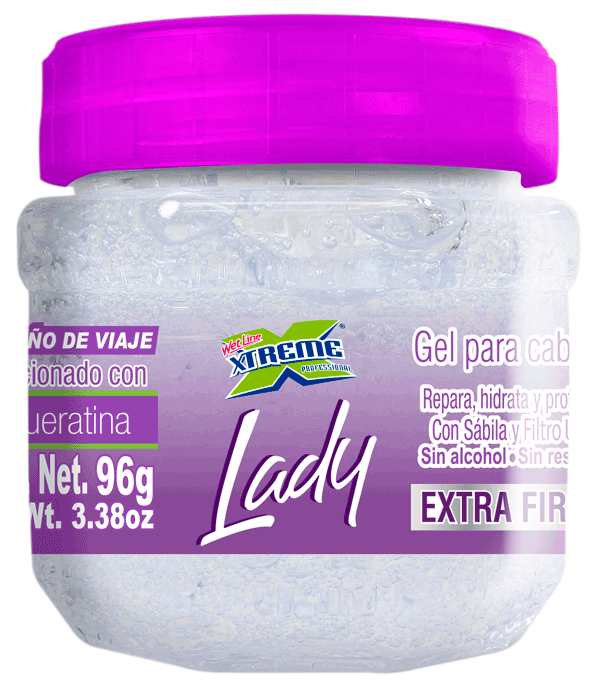 ÑO DE VIAJE
cionado con
ueratina
Net. 96g
Wt. 3.38oz
Wet Line
XTREME
PROFESSIONAL
®
Lady
Gel para cab
Repara, hidrata y pro
Con Sábila y Filtro U
Sin alcohol • Sin res
EXTRA FIR